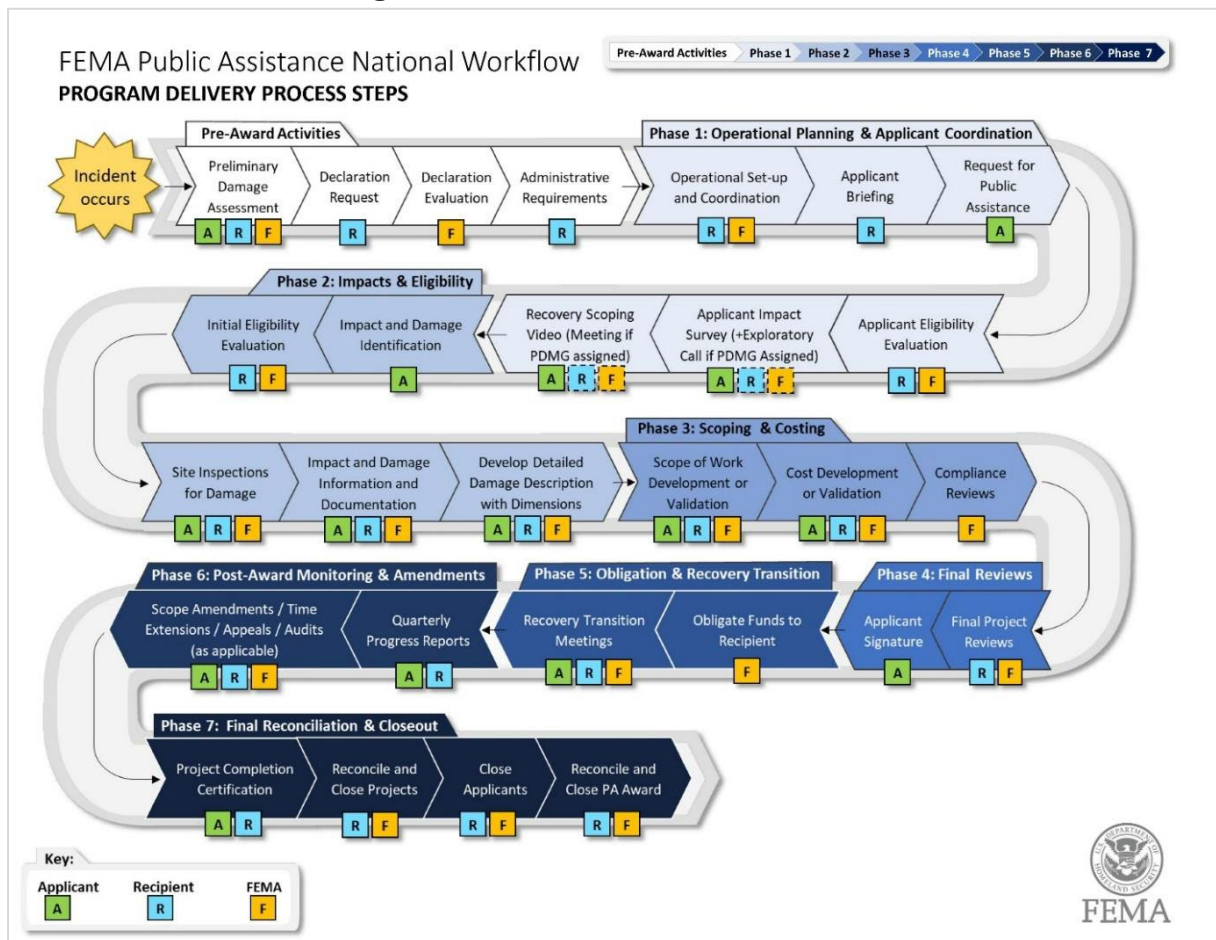 FEMA Public Assistance National Workflow
PROGRAM DELIVERY PROCESS STEPS
Pre-Award Activities Phase 1 Phase 2 Phase 3 Phase 4 Phase 5 Phase 6 Phase 7
Incident
occurs
Pre-Award Activities
Preliminary
Damage
Assessment
A R F
Declaration
Request
R
Declaration
Evaluation
F
Administrative
Requirements
R
Phase 1: Operational Planning & Applicant Coordination
Operational Set-up
and Coordination
R F
Applicant
Briefing
R
Request for
Public
Assistance
A
Applicant Eligibility
Evaluation
R F
Applicant Impact
Survey (+Exploratory
Call if PDMG Assigned)
A R F
Recovery Scoping
Video (Meeting if
PDMG assigned)
A R F
Phase 2: Impacts & Eligibility
Impact and Damage
Identification
A
Initial Eligibility
Evaluation
R F
Site Inspections
for Damage
A R F
Impact and Damage
Information and
Documentation
A R F
Develop Detailed
Damage Description
with Dimensions
A R F
Phase 3: Scoping & Costing
Scope of Work
Development or
Validation
A R F
Cost Development
or Validation
A R F
Compliance
Reviews
F
Phase 4: Final Reviews
Final Project
Reviews
R F
Applicant
Signature
A
Phase 5: Obligation & Recovery Transition
Obligate Funds to
Recipient
F
Recovery Transition
Meetings
A R F
Phase 6: Post-Award Monitoring & Amendments
Quarterly
Progress Reports
A R
Scope Amendments / Time
Extensions / Appeals / Audits
(as applicable)
A R F
Phase 7: Final Reconciliation & Closeout
Project Completion
Certification
A R
Reconcile and
Close Projects
R F
Close
Applicants
R F
Reconcile and
Close PA Award
R F
Key:
Applicant Recipient FEMA
A R F
U.S. DEPARTMENT OF
HOMELAND SECURITY
FEMA